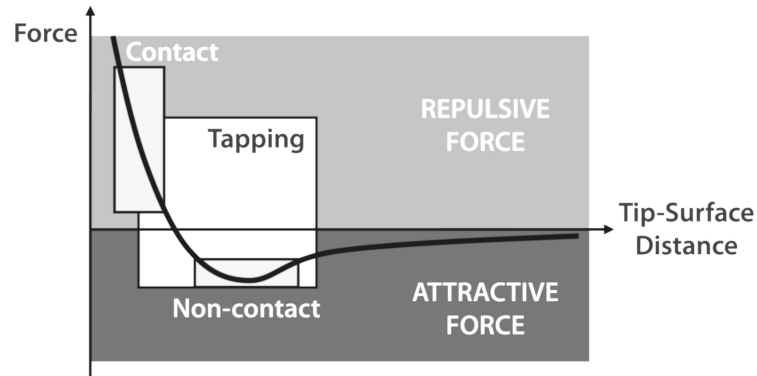 Force
Contact
Tapping
REPULSIVE
FORCE
Tip-Surface
Distance
Non-contact
ATTRACTIVE
FORCE